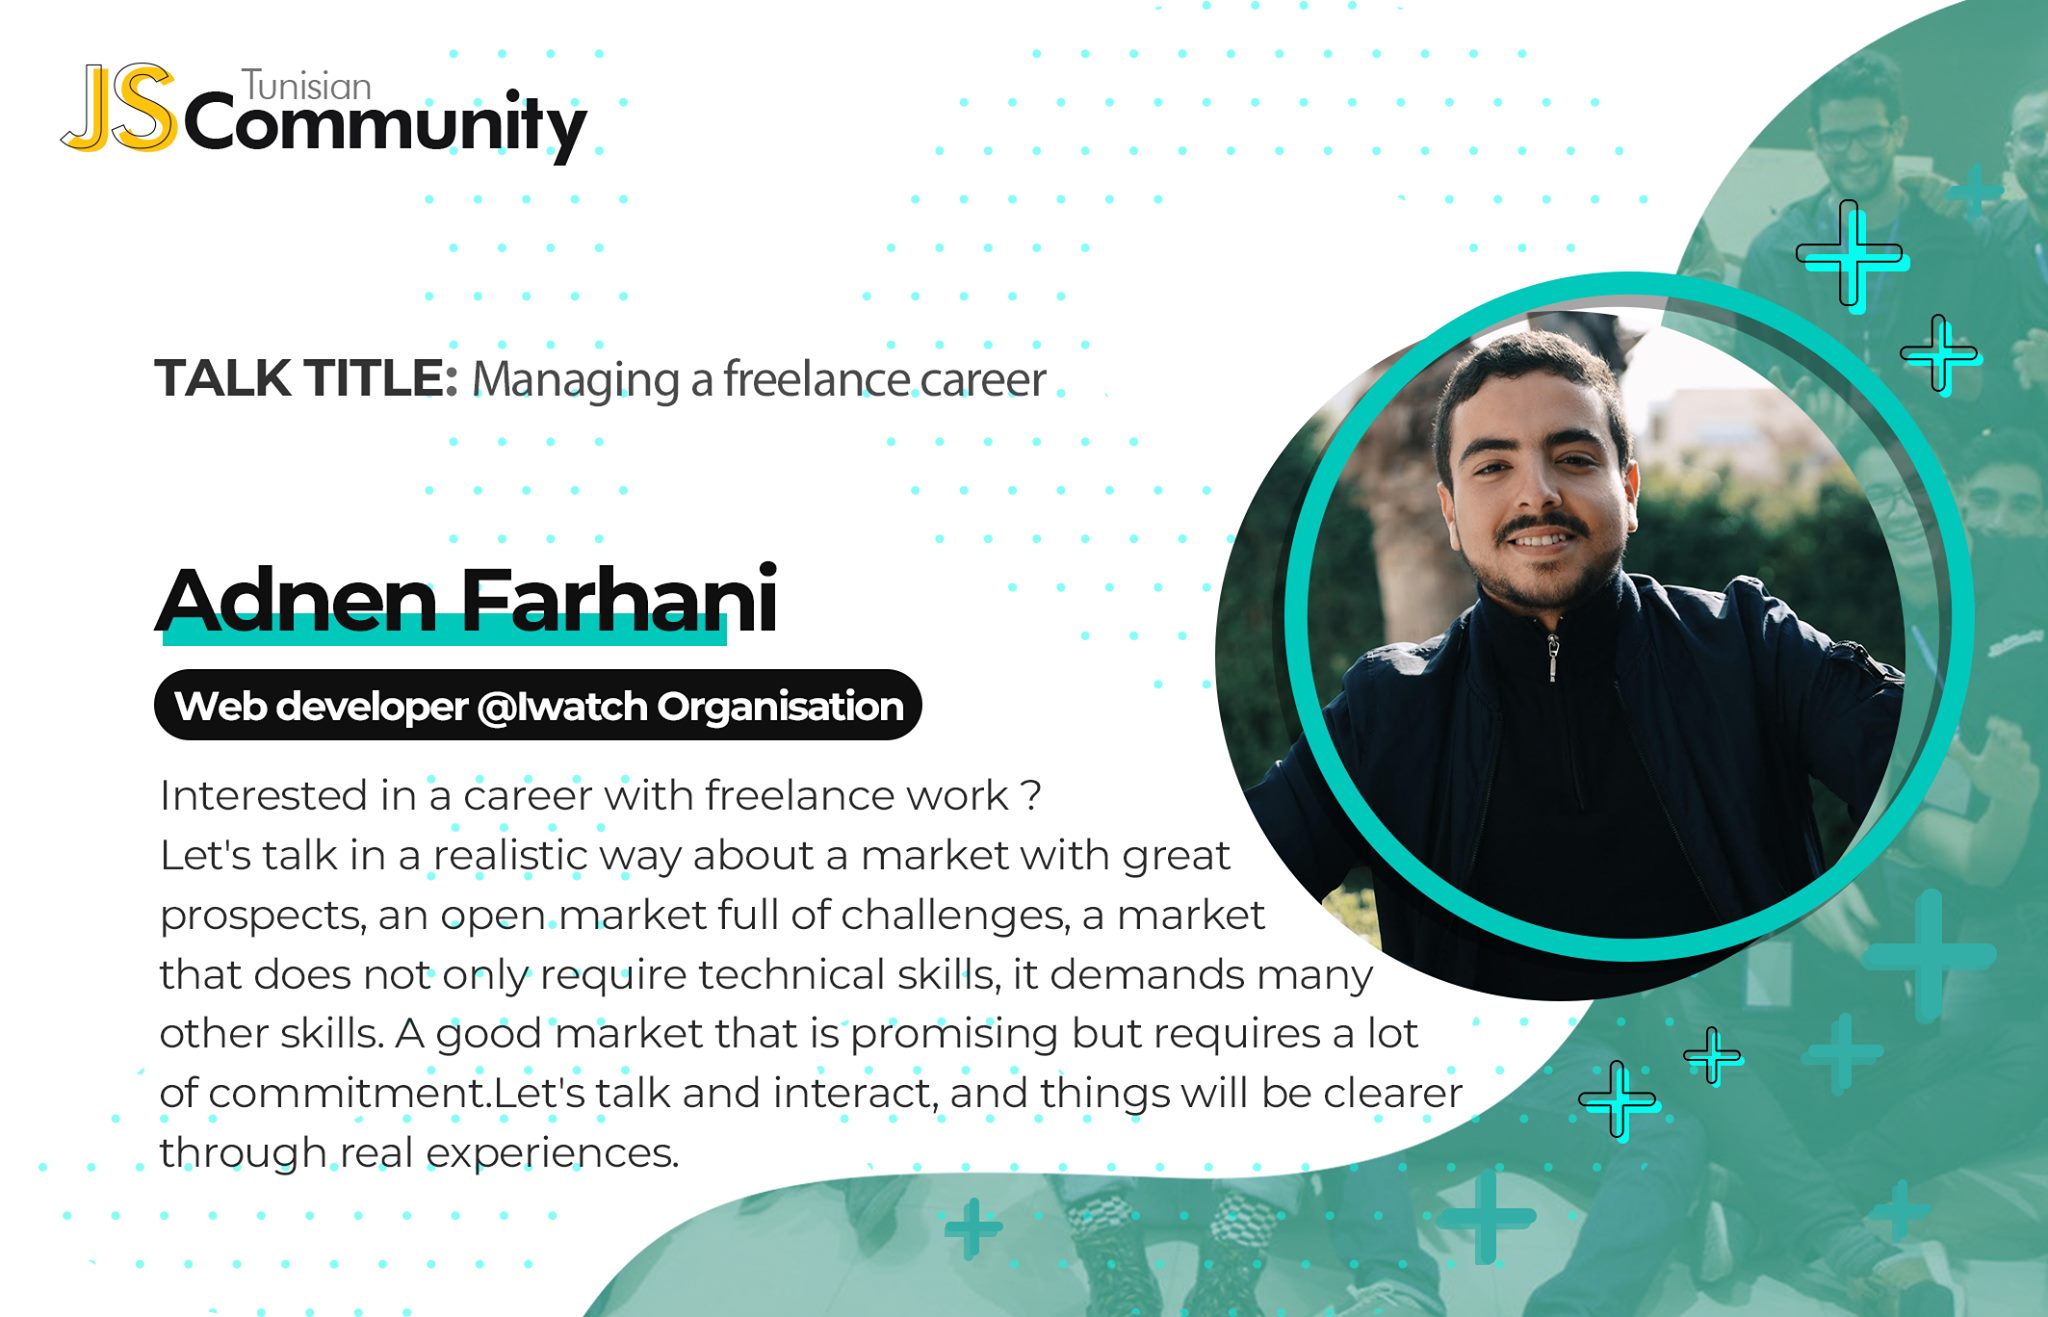 JS Tunisian
Community
TALK TITLE: Managing a freelance career
Adnen Farhani
Web developer @Iwatch Organisation
Interested in a career with freelance work ?
Let's talk in a realistic way about a market with great
prospects, an open market full of challenges, a market
that does not only require technical skills, it demands many
other skills. A good market that is promising but requires a lot
of commitment.Let's talk and interact, and things will be clearer
through real experiences.